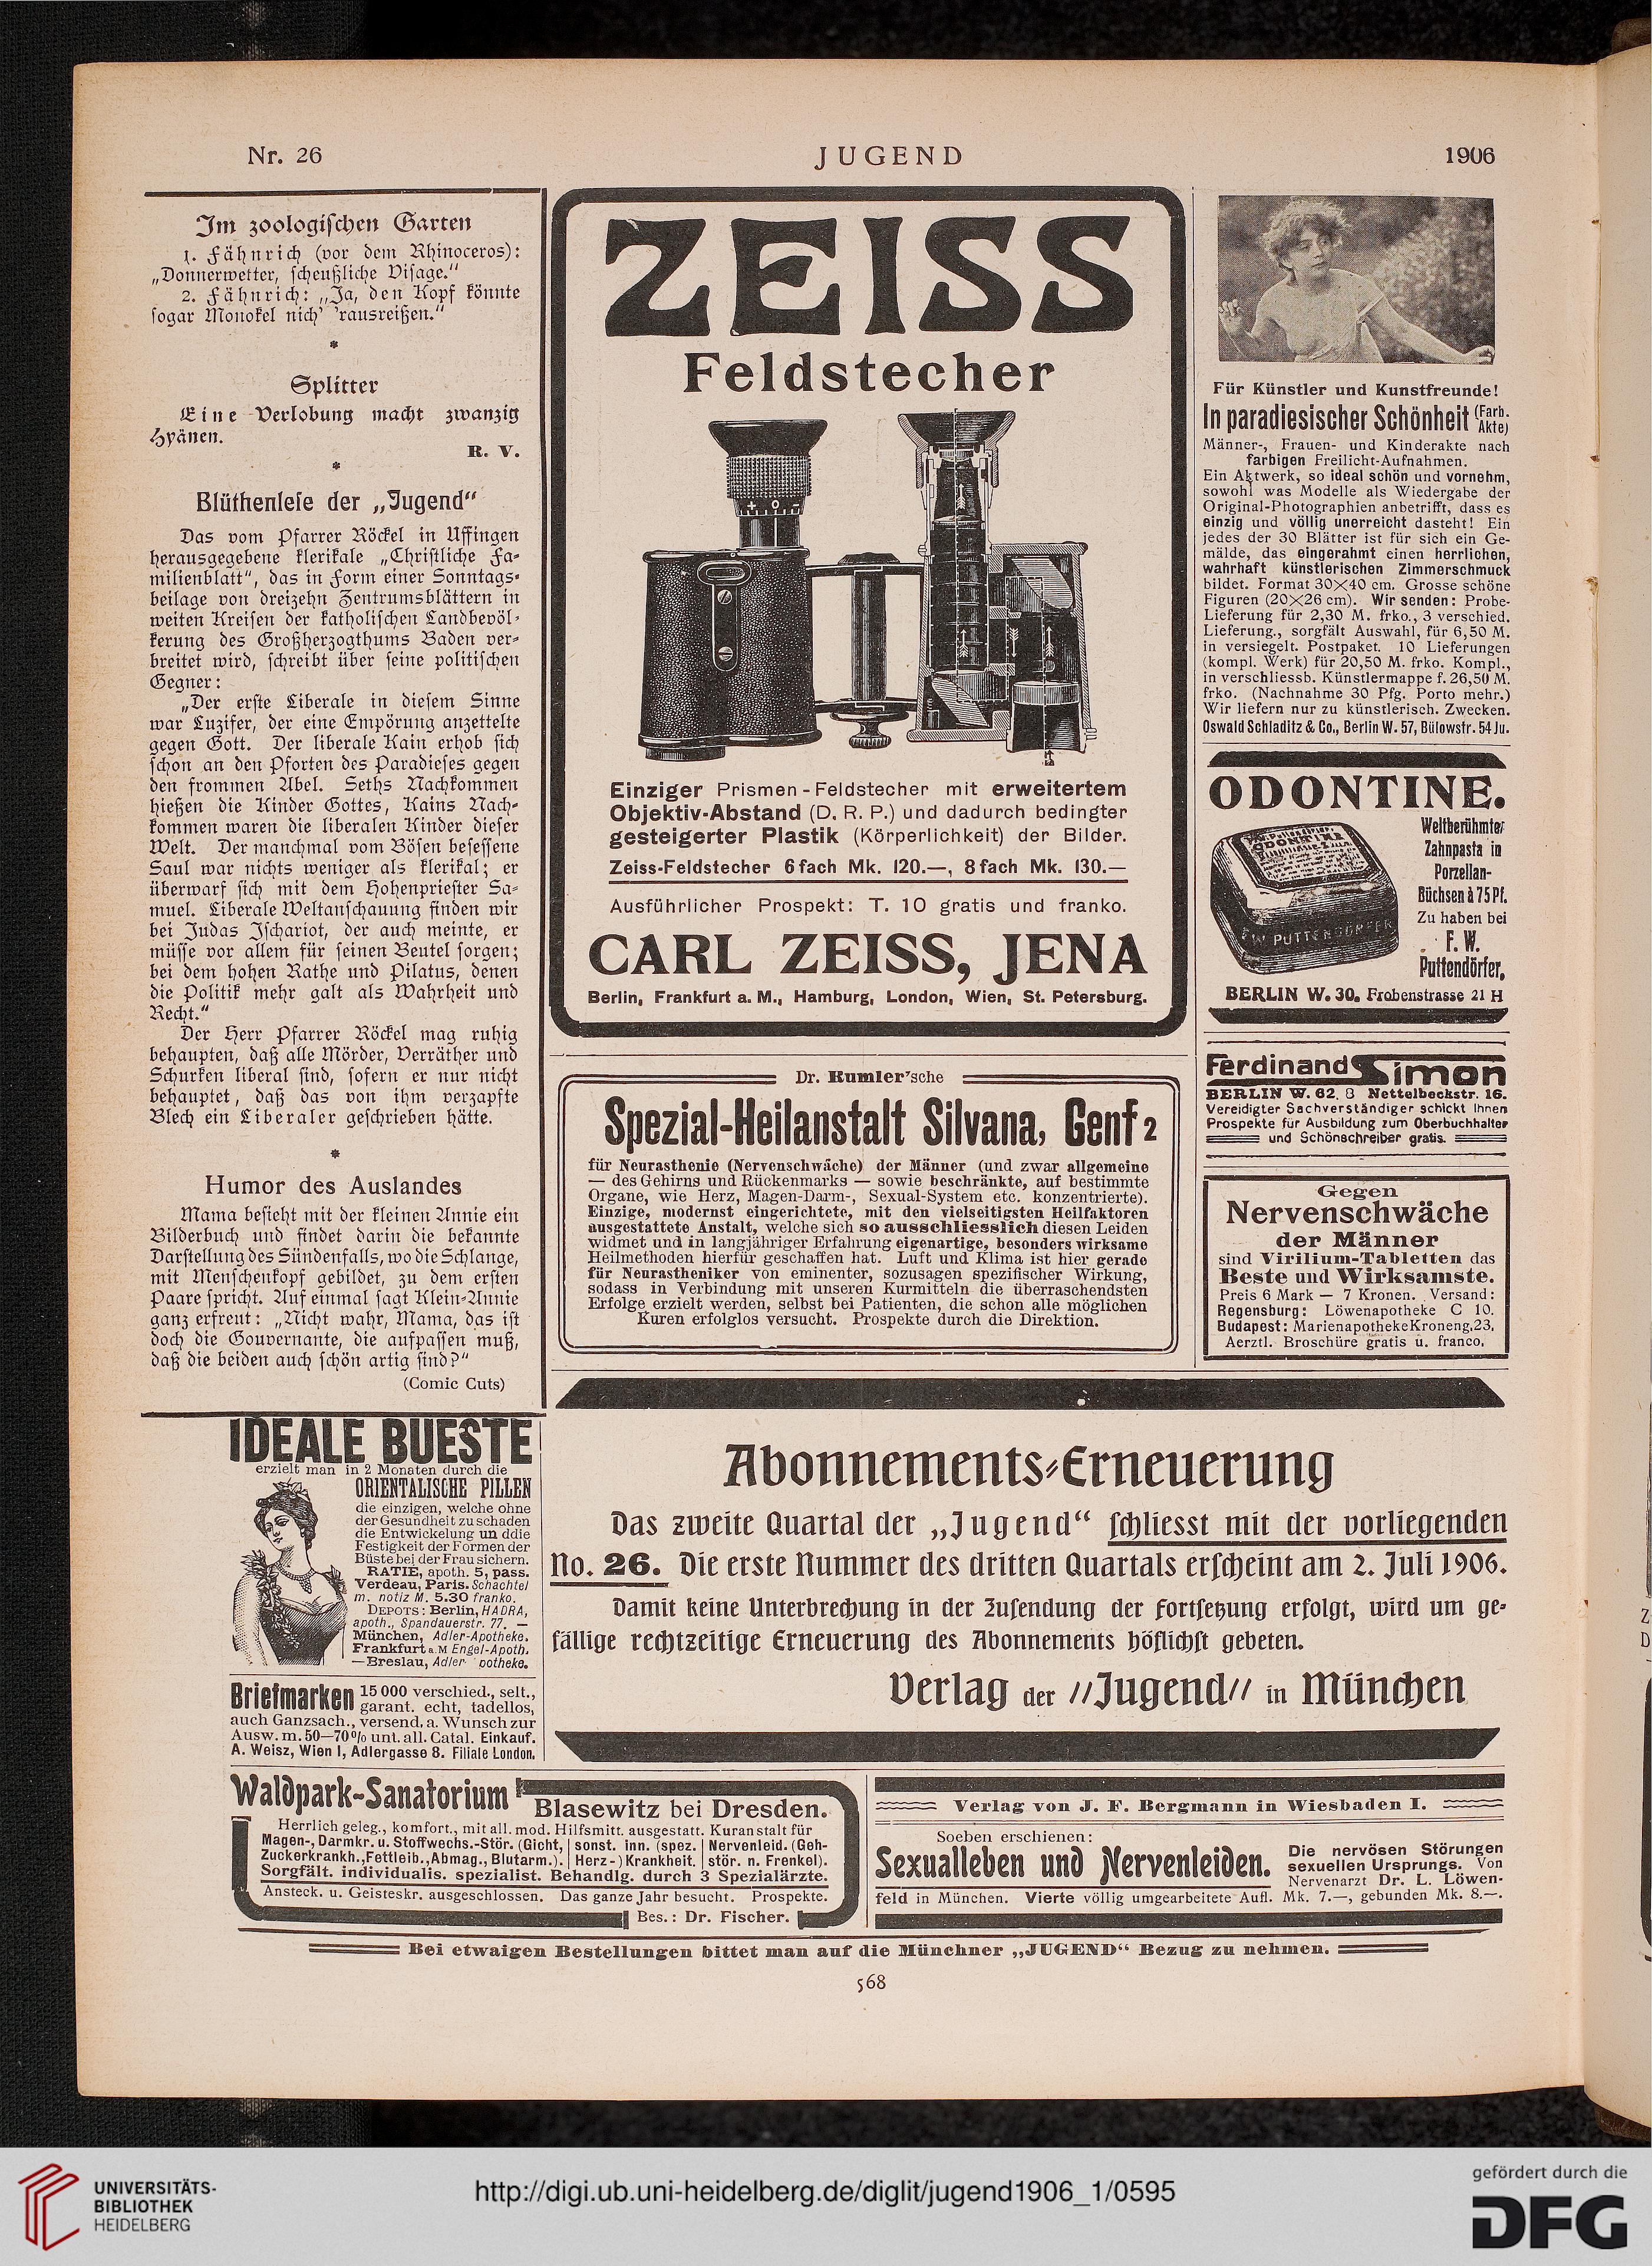 Nr. 26
JUGEND
1906
Im zoologischen Garten
1. Fähnrich (vor dem Rhinoceros):
„Donnerwetter, scheußliche Visage."
2. Fähnrich: „Ja, den Kopf könnte
sogar Monokel nich' 'rausreißen."
*
Splitter
Eine Verlobung macht zwanzig
Hyänen.
R. V.
*
Blüthenlese der „Jugend"
Das vom Pfarrer Röckel in Uffingen
herausgegebene klerikale „Christliche Fa-
milienblatt", das in Form einer Sonntags-
beilage von dreizehn Zentrumsblättern in
weiten Kreisen der katholischen Landbevöl-
kerung des Großherzogthums Baden ver-
breitet wird, schreibt über seine politischen
Gegner:
„Der erste Liberale in diesem Sinne
war Luzifer, der eine Empörung anzettelte
gegen Gott. Der liberale Kain erhob sich
schon an den Pforten des Paradieses gegen
den frommen Abel. Seths Nachkommen
hießen die Kinder Gottes, Kains Nach-
kommen waren die liberalen Kinder dieser
Welt. Der manchmal vom Bösen besessene
Saul war nichts weniger als klerikal; er
überwarf sich mit dem Hohenpriester Sa-
muel. Liberale Weltanschauung finden wir
bei Judas Ischariot, der auch meinte, er
müsse vor allem für seinen Beutel sorgen;
bei dem hohen Rathe und Pilatus, denen
die Politik mehr galt als Wahrheit und
Recht."
Der Herr Pfarrer Röckel mag ruhig
behaupten, daß alle Mörder, Verräther und
Schurken liberal sind, sofern er nur nicht
behauptet, daß das von ihm verzapfte
Blech ein Liberaler geschrieben hätte.
*
Humor des Auslandes
Mama besieht mit der kleinen Annie ein
Bilderbuch und findet darin die bekannte
Darstellung des Sündenfalls, wo die Schlange,
mit Menschenkopf gebildet, zu dem ersten
Paare spricht. Auf einmal sagt Klein-Annie
ganz erfreut: „Nicht wahr, Mama, das ist
doch die Gouvernante, die aufpassen muß,
daß die beiden auch schön artig sind?"
(Comic Cuts)
ZEISS
Feldstecher
+ 0
Einziger Prismen-Feldstecher mit erweitertem
Objektiv-Abstand (D. R. P.) und dadurch bedingter
gesteigerter Plastik (Körperlichkeit) der Bilder.
Zeiss-Feldstecher 6fach Mk. 120.—, 8fach Mk. 130.—
Ausführlicher Prospekt: T. 10 gratis und franko.
CARL ZEISS, JENA
Berlin, Frankfurt a. M., Hamburg, London, Wien, St. Petersburg.
Dr. Rumler'sche
Spezial-Heilanstalt Silvana, Genf 2
für Neurasthenie (Nervenschwäche) der Männer (und zwar allgemeine
— des Gehirns und Rückenmarks — sowie beschränkte, auf bestimmte
Organe, wie Herz, Magen-Darm-, Sexual-System etc. konzentrierte).
Einzige, modernst eingerichtete, mit den vielseitigsten Heilfaktoren
ausgestattete Anstalt, welche sich so ausschliesslich diesen Leiden
widmet und in langjähriger Erfahrung eigenartige, besonders wirksame
Heilmethoden hierfür geschaffen hat. Luft und Klima ist hier gerade
für Neurastheniker von eminenter, sozusagen spezifischer Wirkung,
sodass in Verbindung mit unseren Kurmitteln die überraschendsten
Erfolge erzielt werden, selbst bei Patienten, die schon alle möglichen
Kuren erfolglos versucht. Prospekte durch die Direktion.
Für Künstler und Kunstfreunde!
In paradiesischer Schönheit (Farb. Akte)
Männer-, Frauen- und Kinderakte nach
farbigen Freilicht-Aufnahmen.
Ein Aktwerk, so ideal schön und vornehm,
sowohl was Modelle als Wiedergabe der
Original-Photographien anbetrifft, dass es
einzig und völlig unerreicht dasteht! Ein
jedes der 30 Blätter ist für sich ein Ge-
mälde, das eingerahmt einen herrlichen,
wahrhaft künstlerischen Zimmerschmuck
bildet. Format 30×40 cm. Grosse schöne
Figuren (20×26 cm). Wir senden: Probe-
Lieferung für 2,30 M. frko., 3 verschied.
Lieferung., sorgfält Auswahl, für 6,50 M.
in versiegelt. Postpaket. 10 Lieferungen
(kompl. Werk) für 20,50 M. frko. Kompl.,
in verschliessb. Künstlermappe f. 26,50 M.
frko. (Nachnahme 30 Pfg. Porto mehr.)
Wir liefern nur zu künstlerisch. Zwecken.
Oswald Schladitz & Co., Berlin W. 57, Bülowstr. 54 Ju.
ODONTINE.
ODONTINE
F.W. PUTTENDÖRFER
Weltberühmte
Zahnpasta in
Porzellan-
Büchsen à 75 Pf.
Zu haben bei
F. W.
Puttendörfer,
BERLIN W. 30, Frobenstrasse 21 H
Ferdinand Simon
BERLIN W. 62, B Nettelbeckstr. 16.
Vereidigter Sachverständiger schickt Ihnen
Prospekte für Ausbildung zum Oberbuchhalter
und Schönschreiber gratis.
Gegen
Nervenschwäche
der Männer
sind Virilium-Tabletten das
Beste und Wirksamste.
Preis 6 Mark — 7 Kronen. Versand:
Regensburg: Löwenapotheke C 10.
Budapest: Marienapotheke Kroneng. 23.
Aerztl. Broschüre gratis u. franco.
IDEALE BUESTE
erzielt man in 2 Monaten durch die
ORIENTALISCHE PILLEN
die einzigen, welche ohne
der Gesundheit zu schaden
die Entwickelung un ddie
Festigkeit der Formen der
Büste bei der Frau sichern.
RATIÉ, apoth. 5, pass.
Verdeau, Paris. Schachtel
m. notiz M. 5.30 franko.
DEPOTS: Berlin, HADRA,
apoth., Spandauerstr. 77. —
München, Adler-Apotheke.
Frankfurt a. M Engel-Apoth.
—Breslau, Adler potheke.
Briefmarken 15 000 verschied., selt.,
garant. echt, tadellos,
auch Ganzsach., versend. a. Wunsch zur
Ausw. m. 50—70% unt. all. Catal. Einkauf.
A. Weisz, Wien I, Adlergasse 8. Filiale London.
Abonnements-Erneuerung
Das zweite Quartal der „Jugend" schliesst mit der vorliegenden
No. 26. Die erste Nummer des dritten Quartals erscheint am 2. Juli 1906.
Damit keine Unterbrechung in der Zusendung der Fortsetzung erfolgt, wird um ge-
fällige rechtzeitige Erneuerung des Abonnements höflichst gebeten.
Verlag der „Jugend" in München
Waldpark-Sanatorium
Blasewitz bei Dresden.
Herrlich geleg., komfort., mit all. mod. Hilfsmitt. ausgestatt. Kuranstalt für
Magen-, Darmkr. u. Stoffwechs.-Stör. (Gicht, | sonst. inn. (spez. | Nervenleid. (Geh-
Zuckerkrankh., Fettleib., Abmag., Blutarm.). | Herz-) Krankheit. | stör. n. Frenkel).
Sorgfält. individualis. spezialist. Behandlg. durch 3 Spezialärzte.
Ansteck. u. Geisteskr. ausgeschlossen. Das ganze Jahr besucht. Prospekte.
Bes.: Dr. Fischer.
Verlag von J. F. Bergmann in Wiesbaden I.
Soeben erschienen:
Sexualleben und Nervenleiden.
Die nervösen Störungen
sexuellen Ursprungs. Von
Nervenarzt Dr. L. Löwen-
feld in München. Vierte völlig umgearbeitete Aufl. Mk. 7.—, gebunden Mk. 8.—.
Bei etwaigen Bestellungen bittet man auf die Münchner „JUGEND" Bezug zu nehmen.
568
UNIVERSITÄTS-
BIBLIOTHEK
HEIDELBERG
http://digi.ub.uni-heidelberg.de/diglit/jugend1906_1/0595
gefördert durch die
DFG